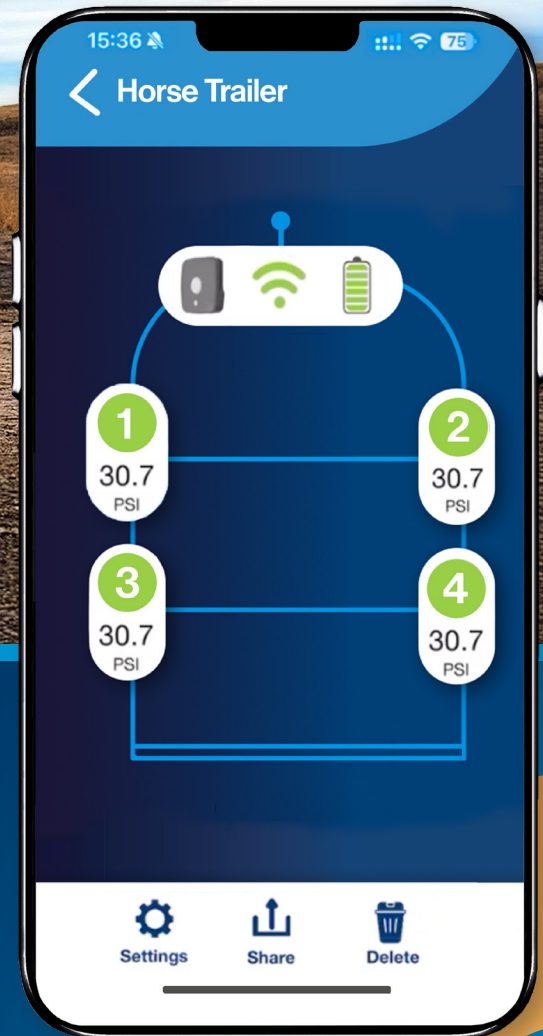 15:36
75
Horse Trailer
1
30.7
PSI
2
30.7
PSI
3
30.7
PSI
4
30.7
PSI
Settings
Share
Delete